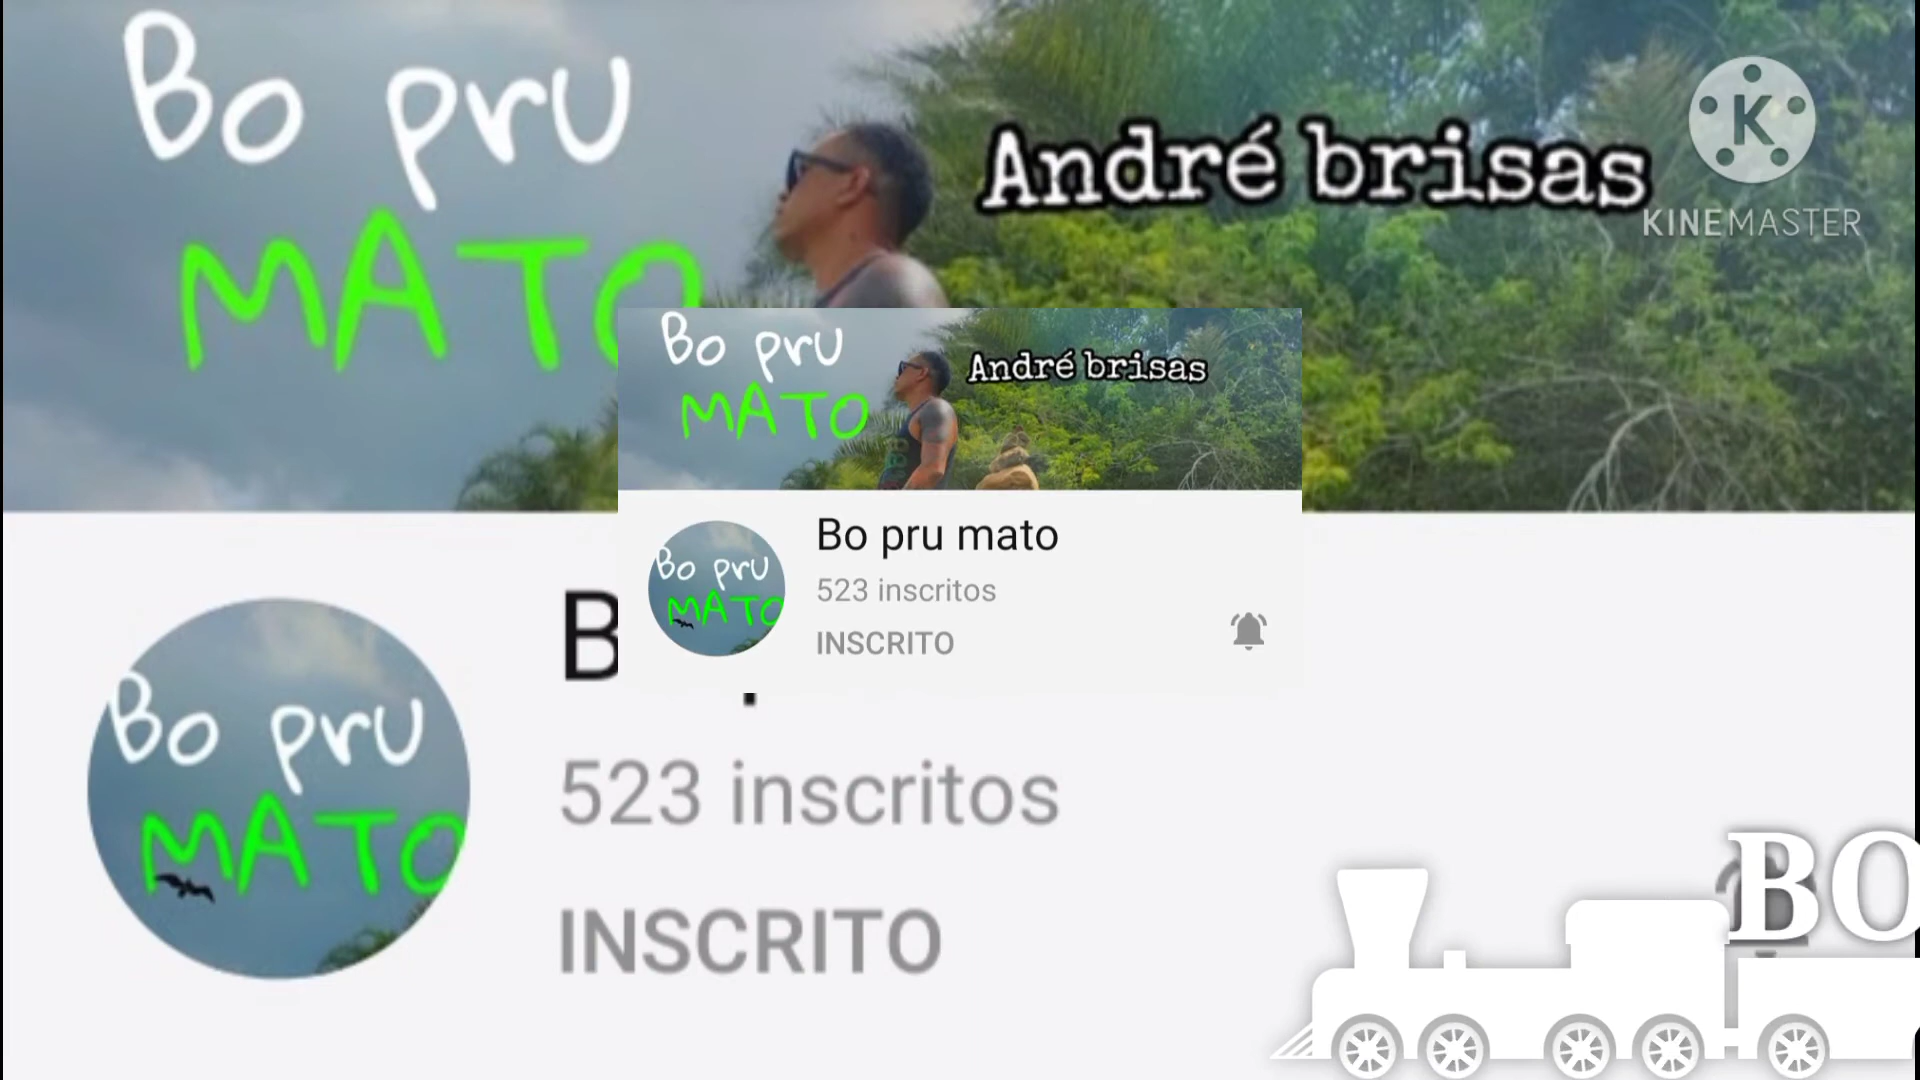 Bo pru
MATO
André brisas
K
KINEMASTER
Bo pru
MATO
André brisas
Bo pru mato
523 inscritos
INSCRITO
Bo pru
MATO
B
523 inscritos
INSCRITO
Bo pru
MATO
BO